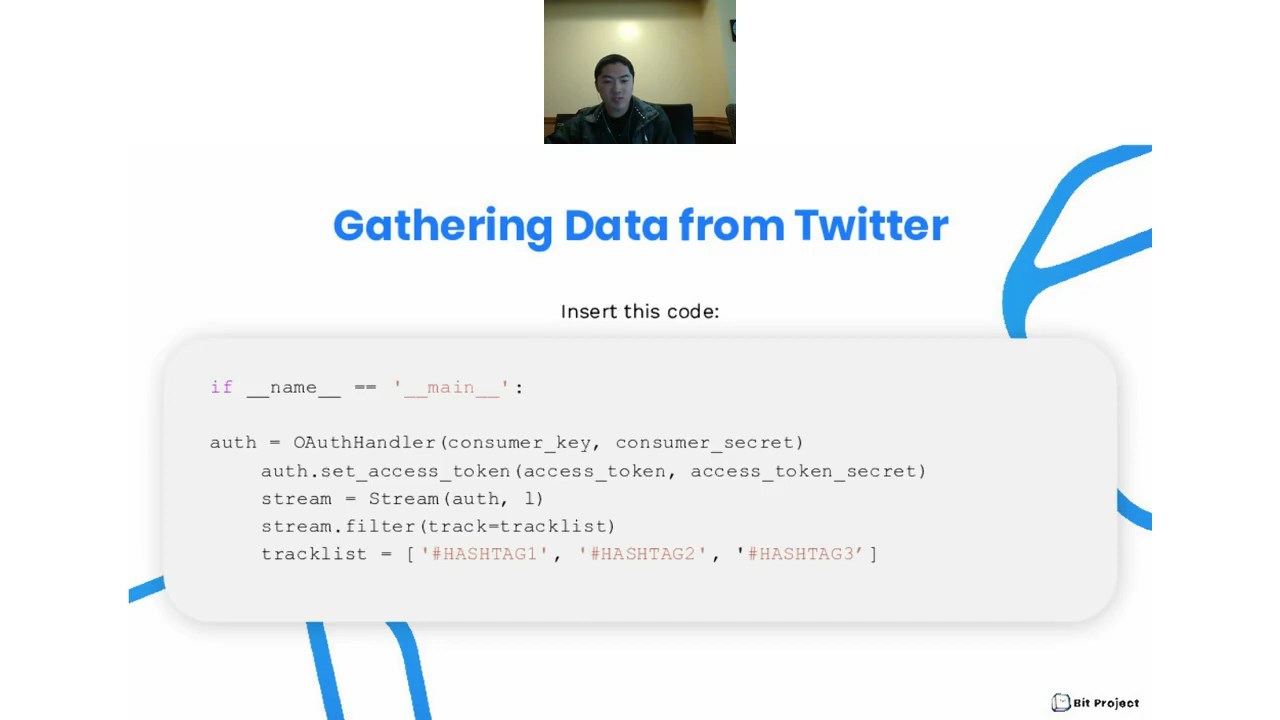 Gathering Data from Twitter
Insert this code:
if __name__ == '__main__':
auth = OAuthHandler(consumer_key, consumer_secret)
auth.set_access_token(access_token, access_token_secret)
stream = Stream(auth, l)
stream.filter(track=tracklist)
tracklist = ['#HASHTAG1', '#HASHTAG2', '#HASHTAG3’]
Bit Project